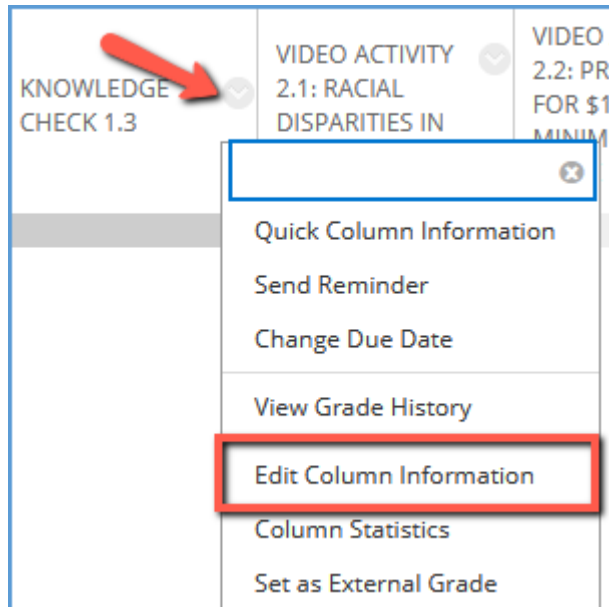 KNOWLEDGE
CHECK 1.3
VIDEO ACTIVITY
2.1: RACIAL
DISPARITIES IN
VIDEO
2.2: PR
FOR $1
MINIM
Quick Column Information
Send Reminder
Change Due Date
View Grade History
Edit Column Information
Column Statistics
Set as External Grade